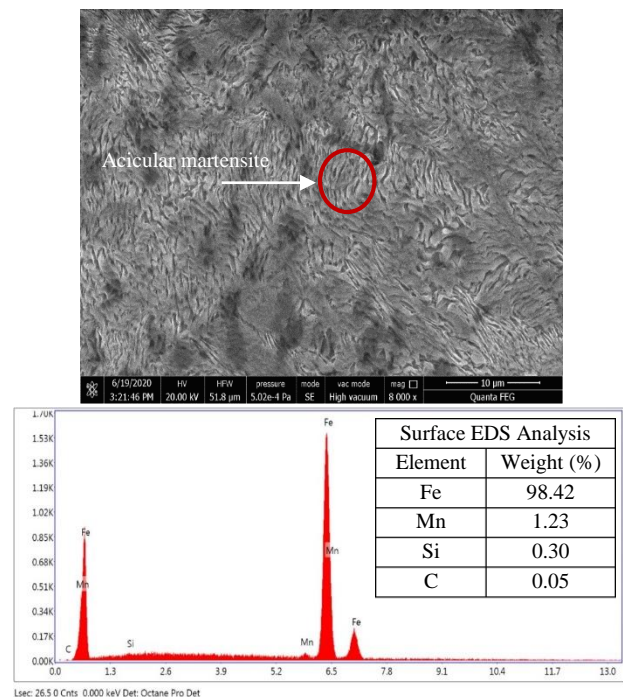 Acicular martensite
6/19/2020 HV HFW pressure mode vac mode mag □ 10 µm
3:21:46 PM 20.00 kV 51.8 µm 5.02e-4 Pa SE High vacuum 8 000 x Quanta FEG
1.70K
1.53K
1.36K
1.19K
1.02K
0.85K
0.68K
0.51K
0.34K
0.17K
0.00K
Fe
Mn
C
Si
Mn
Fe
Mn
Fe
0.0 1.3 2.6 3.9 5.2 6.5 7.8 9.1 10.4 11.7 13.0
Surface EDS Analysis
Element Weight (%)
Fe 98.42
Mn 1.23
Si 0.30
C 0.05
Lsec: 26.5 0 Cnts 0.000 keV Det: Octane Pro Det